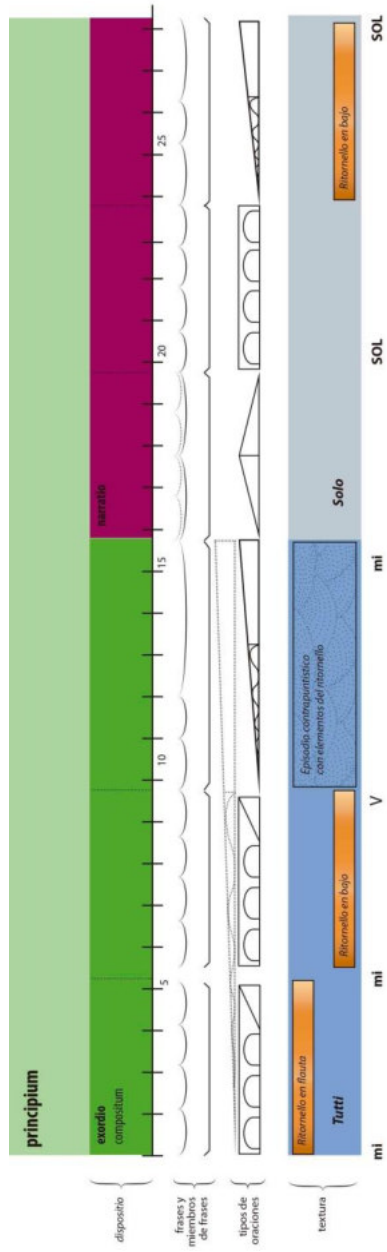 principium
dispositio
exordio
compositum
narratio
5
10
15
20
25
frases y
miembros
de frases
tipos de
oraciones
textura
Ritornello en flauta
Ritornello en bajo
Episodio contrapuntístico
con elementos del ritornello
Ritornello en bajo
Tutti
Solo
mi
mi
V
mi
SOL
SOL